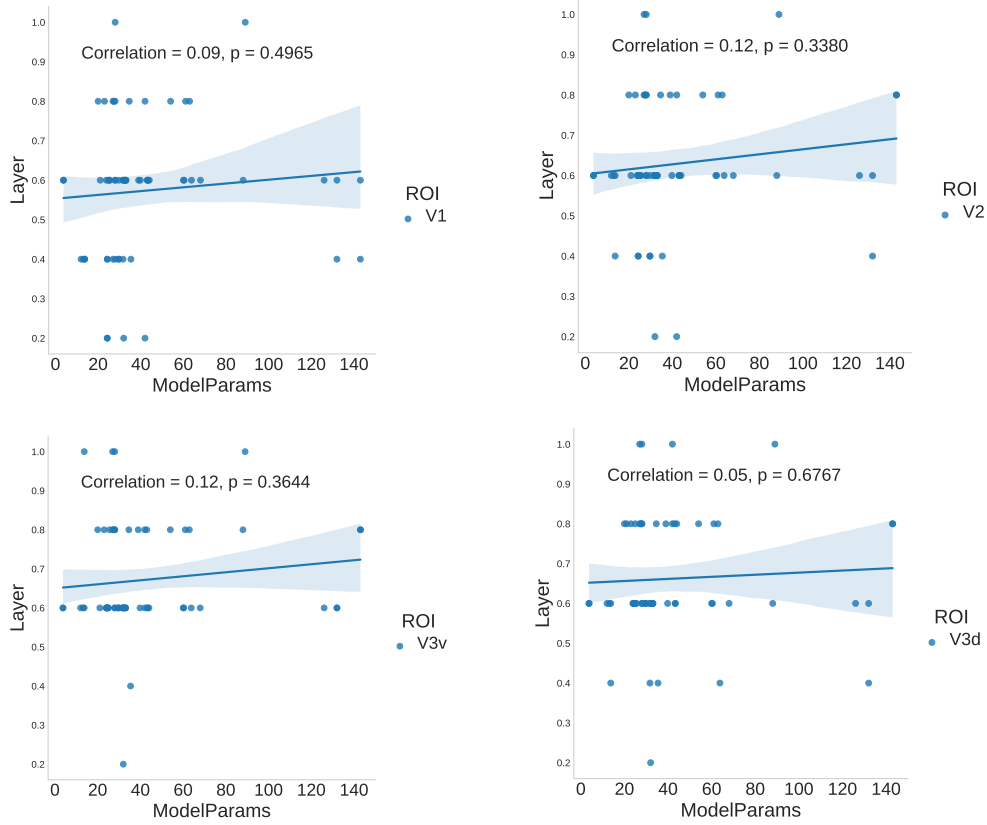 1.0
0.9
0.8
0.7
0.6
0.5
0.4
0.3
0.2
Layer
Correlation = 0.09, p = 0.4965
0 20 40 60 80 100 120 140
ModelParams
ROI
V1
1.0
0.9
0.8
0.7
0.6
0.5
0.4
0.3
0.2
Layer
Correlation = 0.12, p = 0.3380
0 20 40 60 80 100 120 140
ModelParams
ROI
V2
1.0
0.9
0.8
0.7
0.6
0.5
0.4
0.3
0.2
Layer
Correlation = 0.12, p = 0.3644
0 20 40 60 80 100 120 140
ModelParams
ROI
V3v
1.0
0.9
0.8
0.7
0.6
0.5
0.4
0.3
0.2
Layer
Correlation = 0.05, p = 0.6767
0 20 40 60 80 100 120 140
ModelParams
ROI
V3d